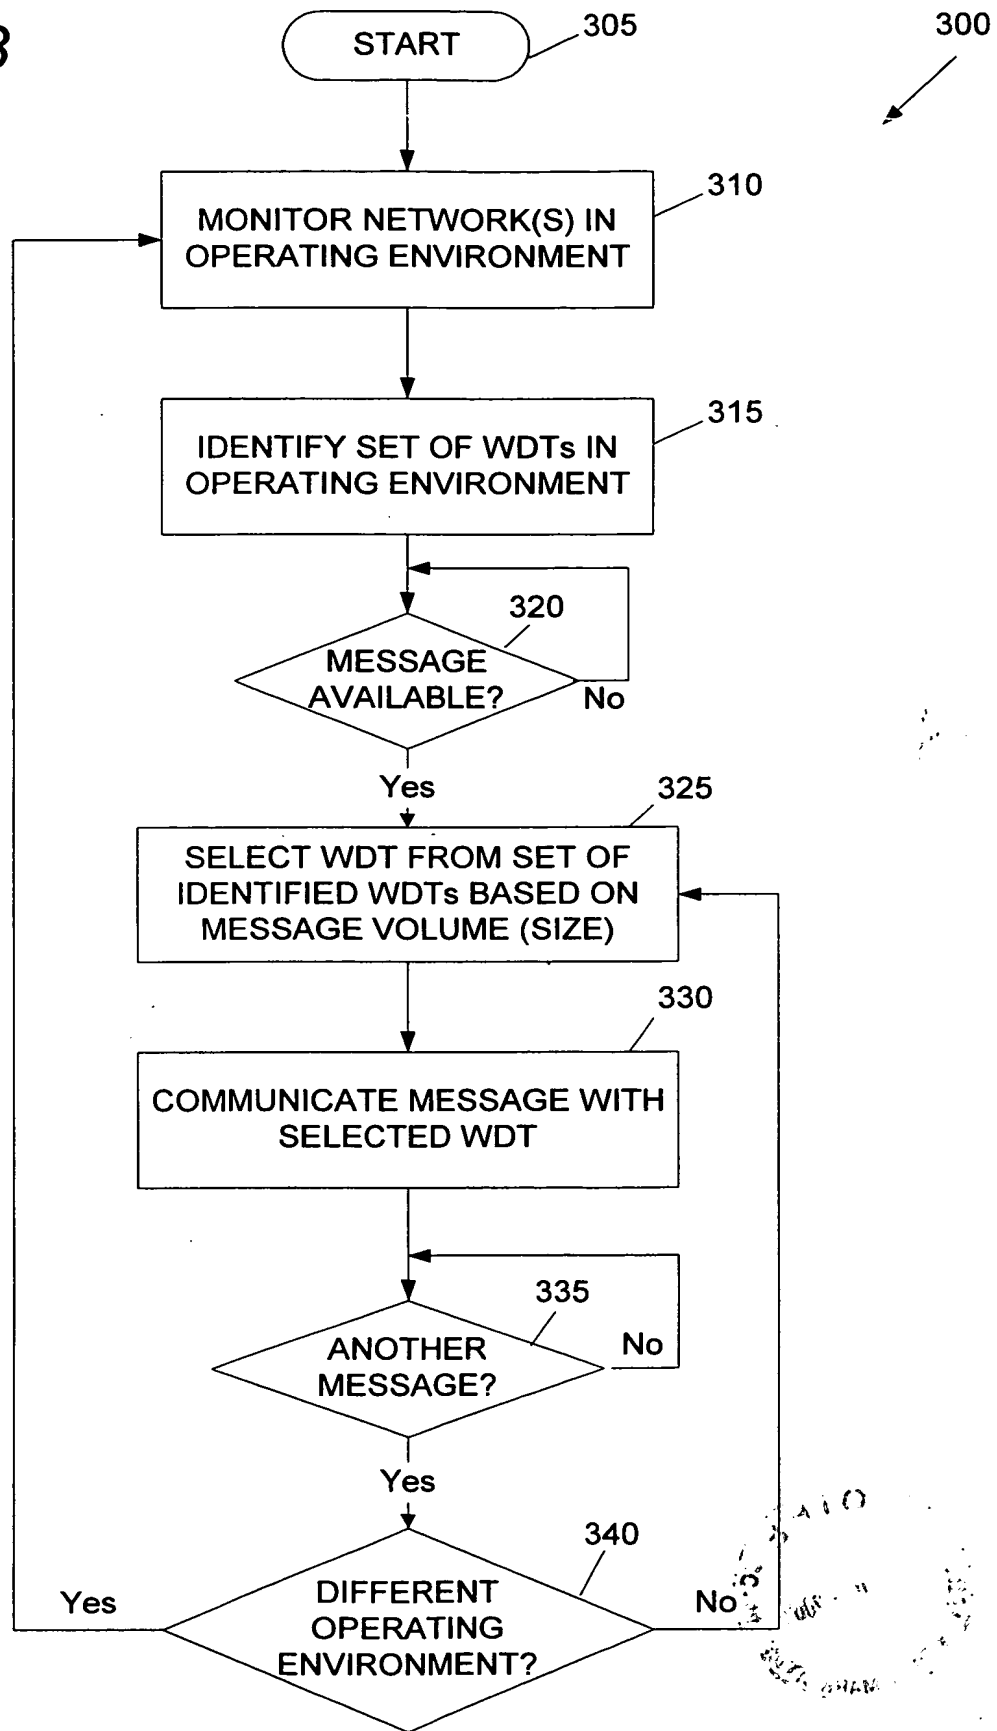 3
START
305
300
MONITOR NETWORK(S) IN
OPERATING ENVIRONMENT
310
IDENTIFY SET OF WDTs IN
OPERATING ENVIRONMENT
315
MESSAGE
AVAILABLE?
320
No
Yes
325
SELECT WDT FROM SET OF
IDENTIFIED WDTs BASED ON
MESSAGE VOLUME (SIZE)
330
COMMUNICATE MESSAGE WITH
SELECTED WDT
335
ANOTHER
MESSAGE?
No
Yes
340
DIFFERENT
OPERATING
ENVIRONMENT?
Yes
No